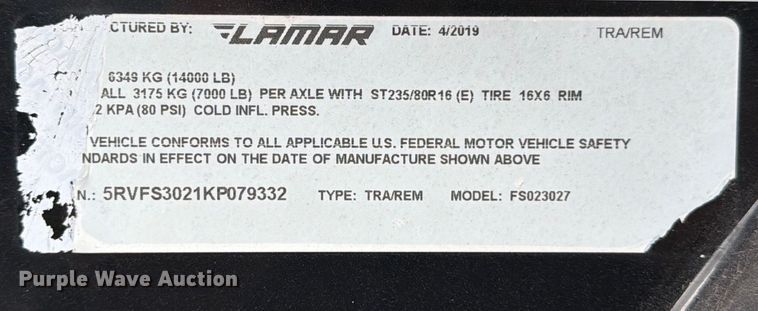 CTURED BY: LAMAR DATE: 4/2019 TRA/REM
6349 KG (14000 LB)
ALL 3175 KG (7000 LB) PER AXLE WITH ST235/80R16 (E) TIRE 16X6 RIM
2 KPA (80 PSI) COLD INFL. PRESS.
VEHICLE CONFORMS TO ALL APPLICABLE U.S. FEDERAL MOTOR VEHICLE SAFETY
NDARDS IN EFFECT ON THE DATE OF MANUFACTURE SHOWN ABOVE
N.: 5RVFS3021KP079332 TYPE: TRA/REM MODEL: FS023027
Purple Wave Auction